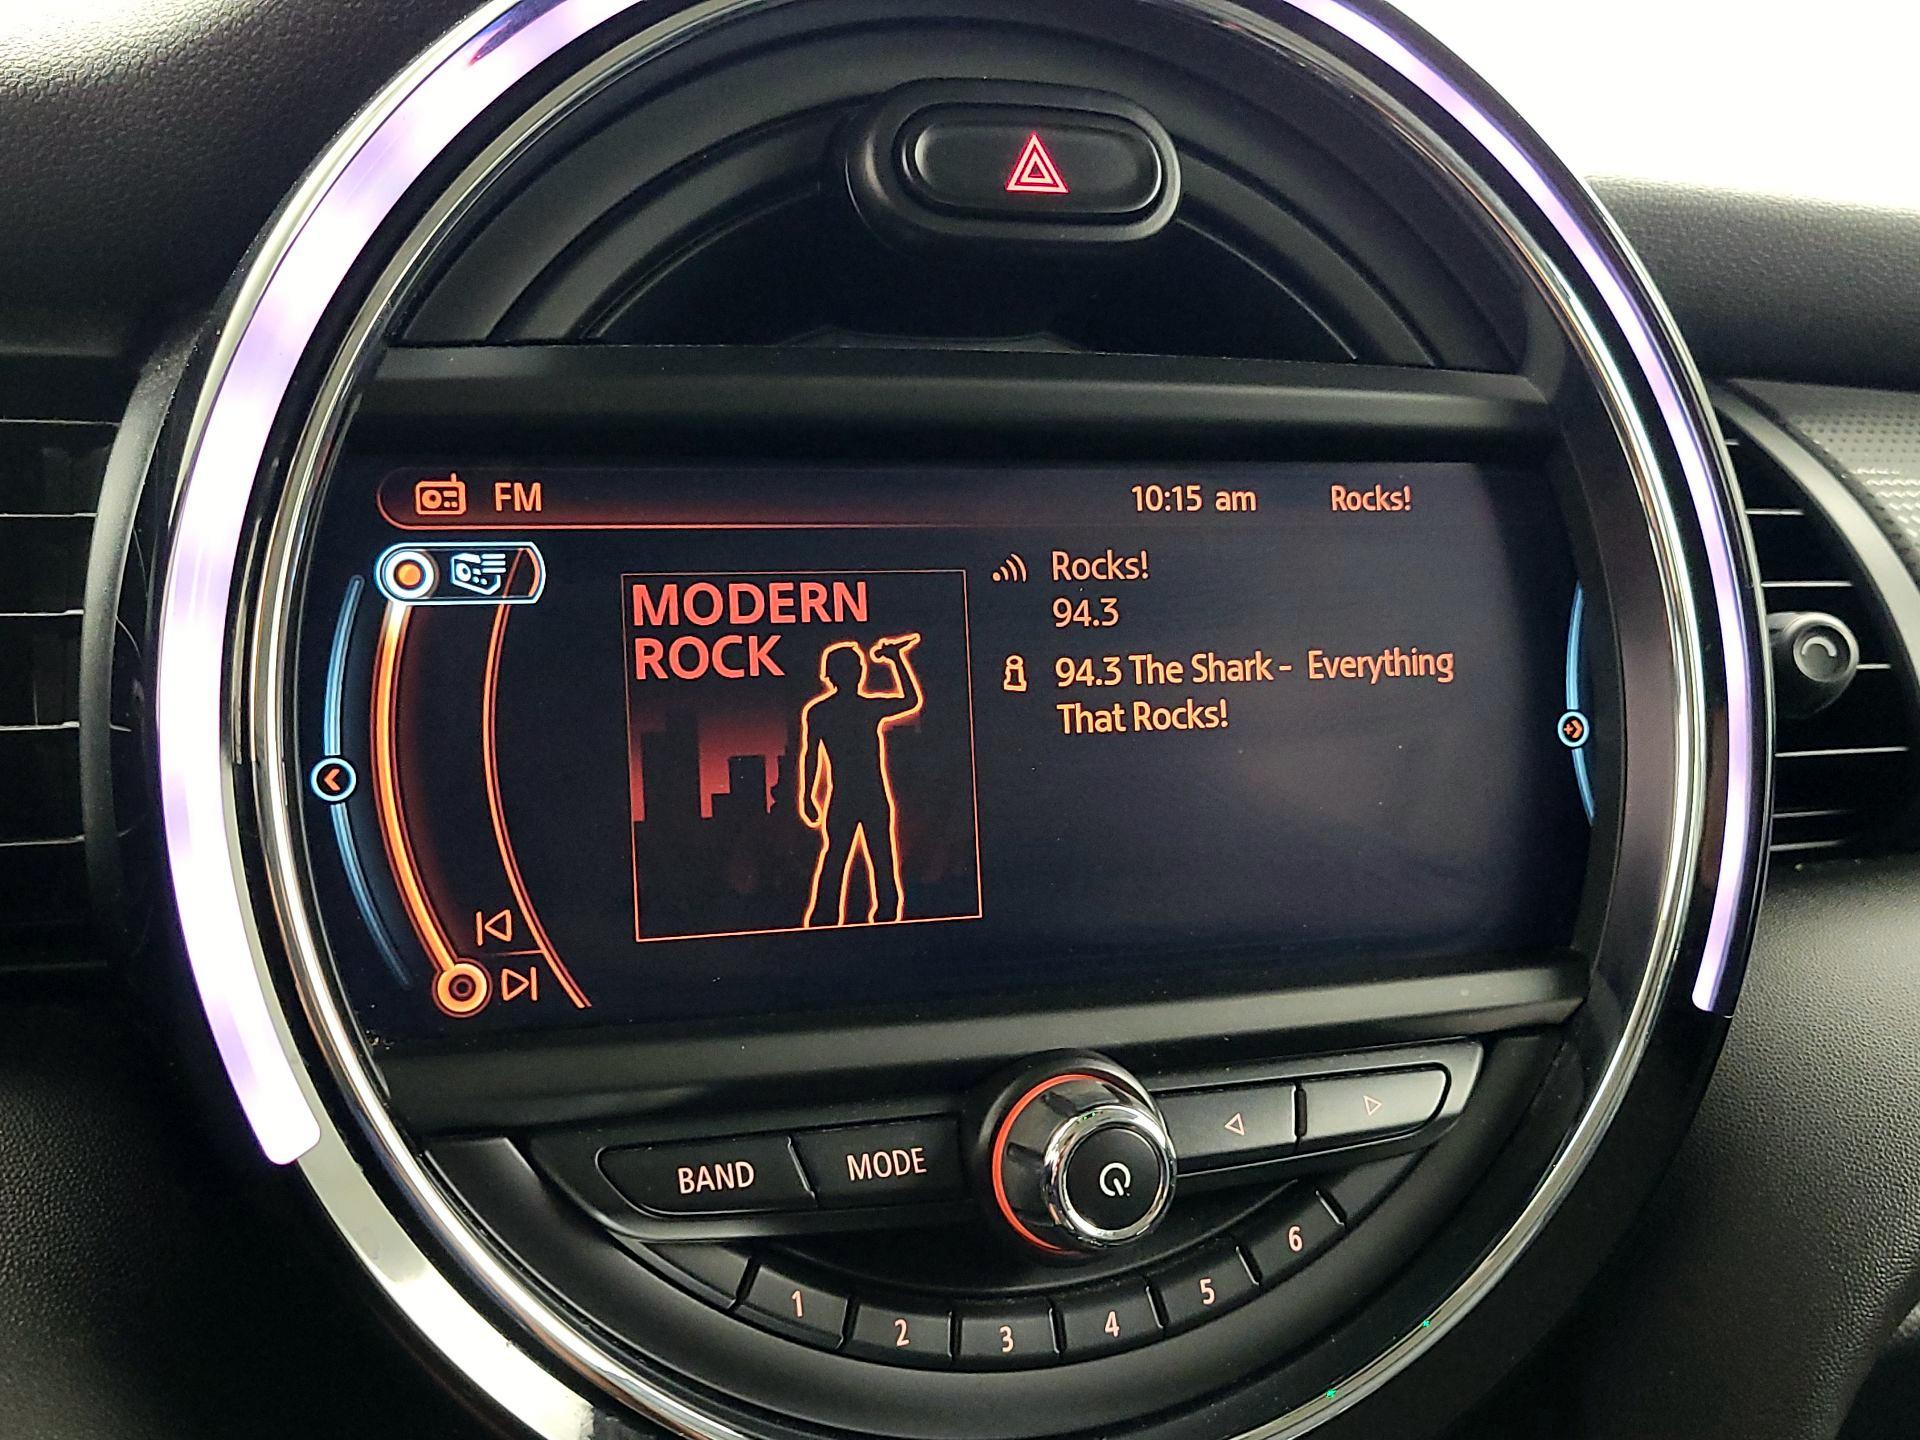 FM 10:15 am Rocks!
MODERN
ROCK
Rocks!
94.3
94.3 The Shark - Everything
That Rocks!
BAND MODE
1 2 3 4 5 6